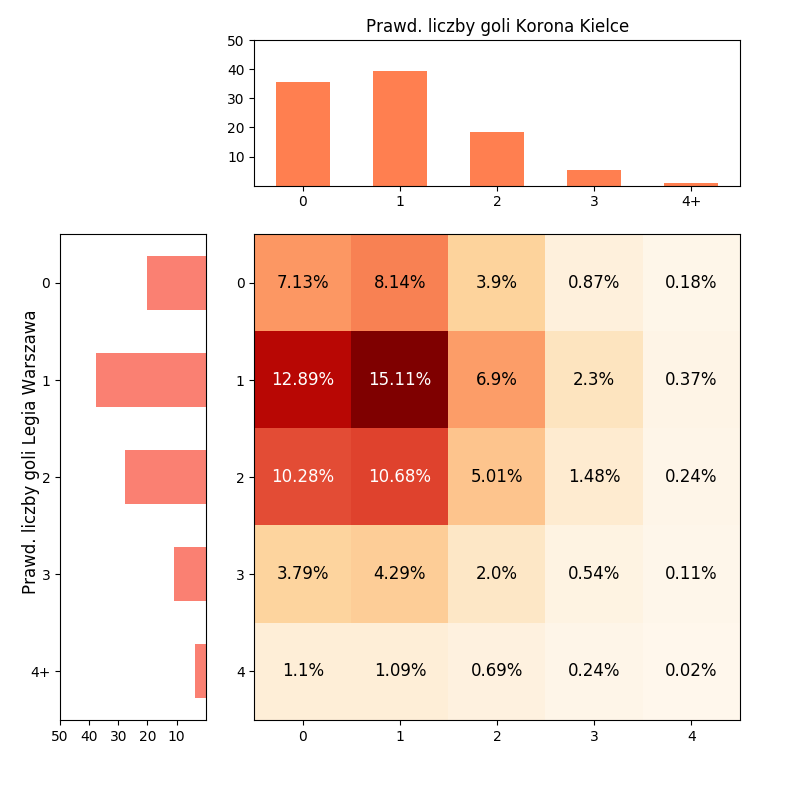 Prawd. liczby goli Korona Kielce
50
40
30
20
10
0 1 2 3 4+
Prawd. liczby goli Legia Warszawa
0
1
2
3
4+
50 40 30 20 10
0 7.13% 8.14% 3.9% 0.87% 0.18%
1 12.89% 15.11% 6.9% 2.3% 0.37%
2 10.28% 10.68% 5.01% 1.48% 0.24%
3 3.79% 4.29% 2.0% 0.54% 0.11%
4 1.1% 1.09% 0.69% 0.24% 0.02%
0 1 2 3 4